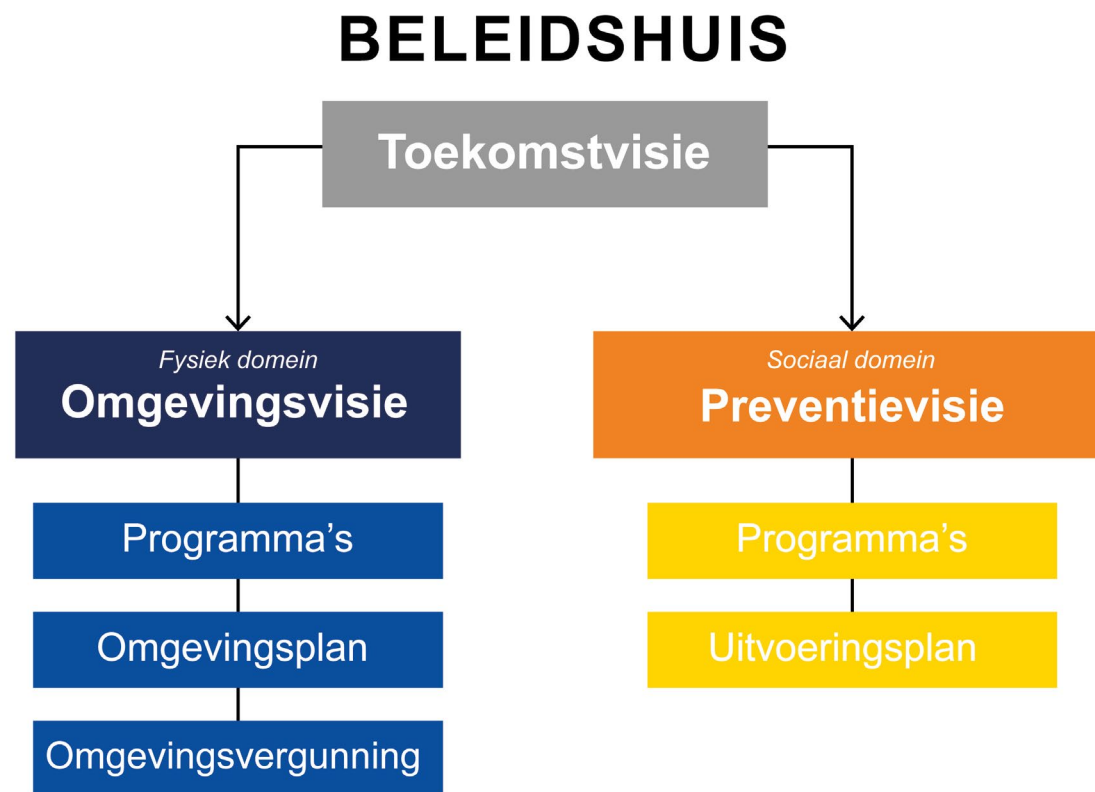 BELEIDSHUIS
Toekomstvisie
Fysiek domein
Omgevingsvisie
Programma’s
Omgevingsplan
Omgevingsvergunning
Sociaal domein
Preventievisie
Programma’s
Uitvoeringsplan